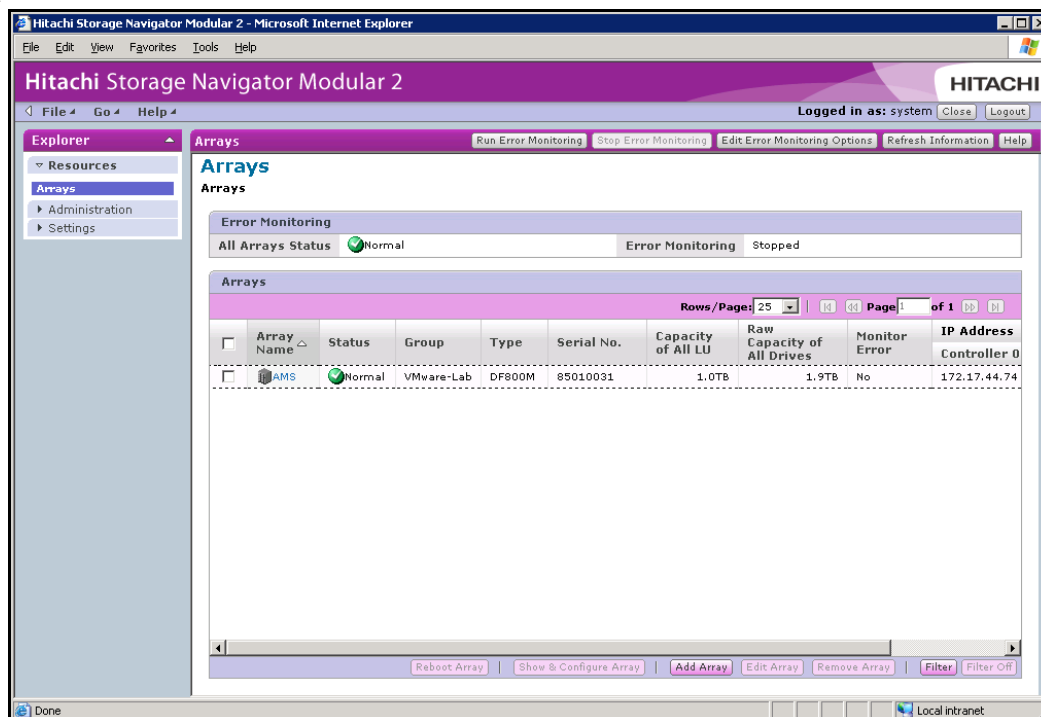 Hitachi Storage Navigator Modular 2 - Microsoft Internet Explorer
File Edit View Favorites Tools Help
Hitachi Storage Navigator Modular 2
HITACHI
File Go Help
Logged in as: system Close Logout
Explorer
Resources
Arrays
Administration
Settings
Arrays Run Error Monitoring Stop Error Monitoring Edit Error Monitoring Options Refresh Information Help
Arrays
Arrays
Error Monitoring
All Arrays Status Normal Error Monitoring Stopped
Arrays
Rows/Page: 25 Page 1 of 1
Array Name Status Group Type Serial No. Capacity of All LU Raw Capacity of All Drives Monitor Error IP Address Controller 0
AMS Normal VMware-Lab DF800M 85010031 1.0TB 1.9TB No 172.17.44.74
Reboot Array Show & Configure Array Add Array Edit Array Remove Array Filter Filter Off
Done Local intranet